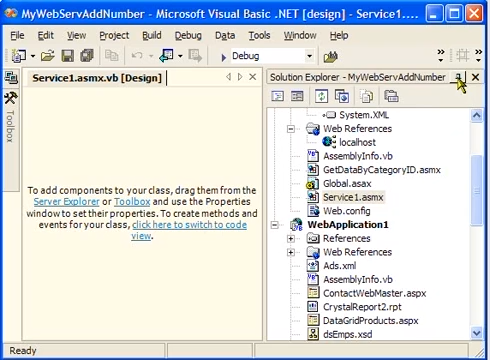 MyWebServAddNumber - Microsoft Visual Basic .NET [design] - Service1....
File Edit View Project Build Debug Data Tools Window Help
Debug
Service1.asmx.vb [Design]
Solution Explorer - MyWebServAddNumber
Toolbox
To add components to your class, drag them from the
Server Explorer or Toolbox and use the Properties
window to set their properties. To create methods and
events for your class, click here to switch to code
view.
System.XML
Web References
localhost
AssemblyInfo.vb
GetDataByCategoryID.asmx
Global.asax
Service1.asmx
Web.config
WebApplication1
References
Web References
Ads.xml
AssemblyInfo.vb
ContactWebMaster.aspx
CrystalReport2.rpt
DataGridProducts.aspx
dsEmps.xsd
Ready